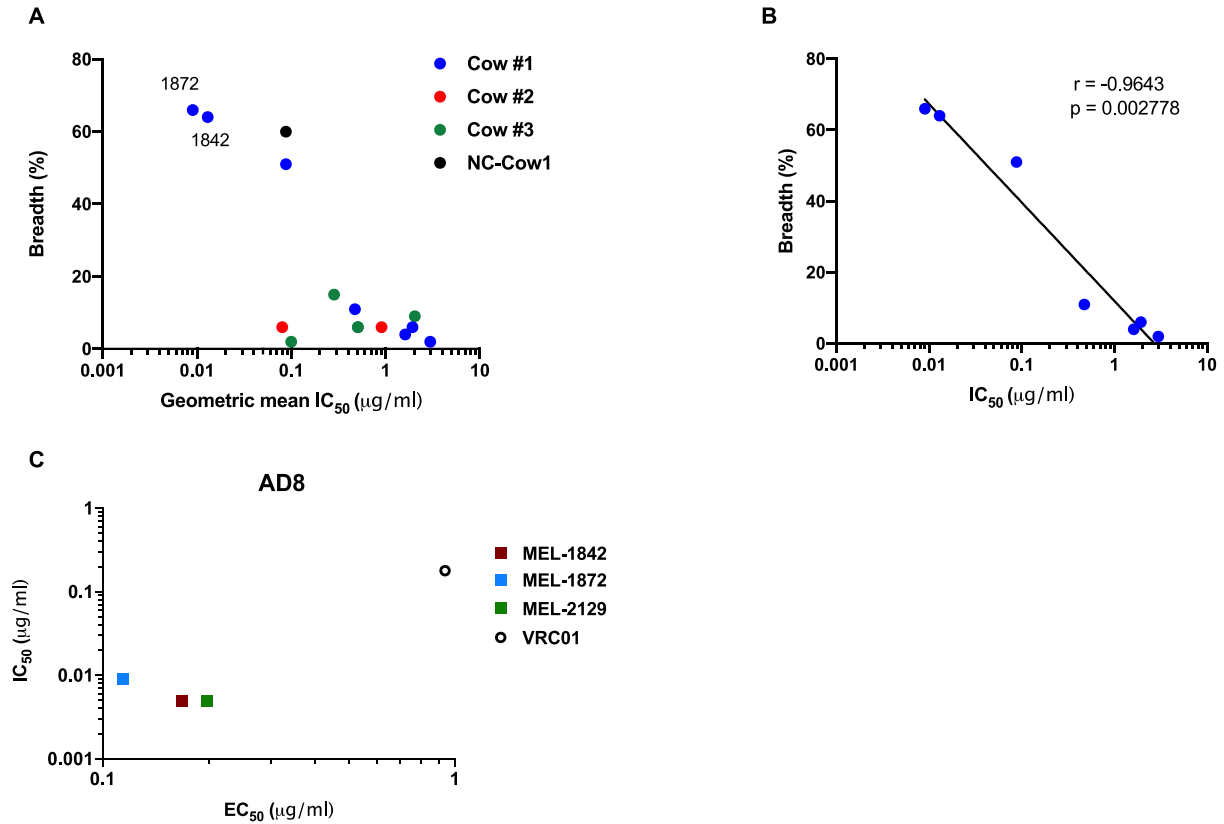 A
80
60
40
20
0
Breadth (%)
1872
1842
0.001
0.01
0.1
1
10
Geometric mean IC50 (μg/ml)
Cow #1
Cow #2
Cow #3
NC-Cow1
B
80
60
40
20
0
Breadth (%)
r = -0.9643
p = 0.002778
0.001
0.01
0.1
1
10
IC50 (μg/ml)
C
AD8
1
0.1
0.01
0.001
IC50 (μg/ml)
0.1
1
EC50 (μg/ml)
MEL-1842
MEL-1872
MEL-2129
VRC01